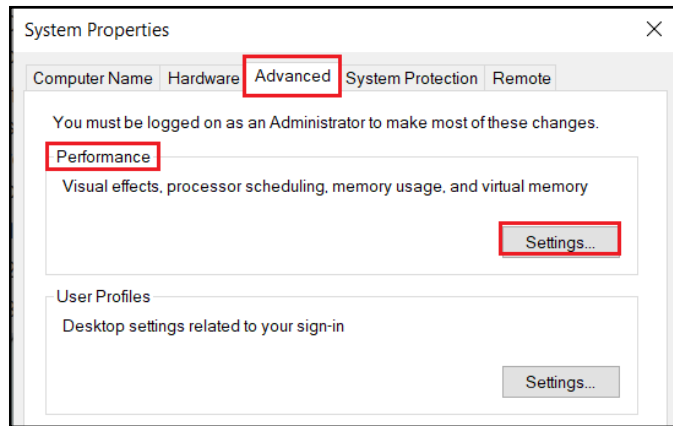 System Properties
Computer Name Hardware Advanced System Protection Remote
You must be logged on as an Administrator to make most of these changes.
Performance
Visual effects, processor scheduling, memory usage, and virtual memory
Settings...
User Profiles
Desktop settings related to your sign-in
Settings...